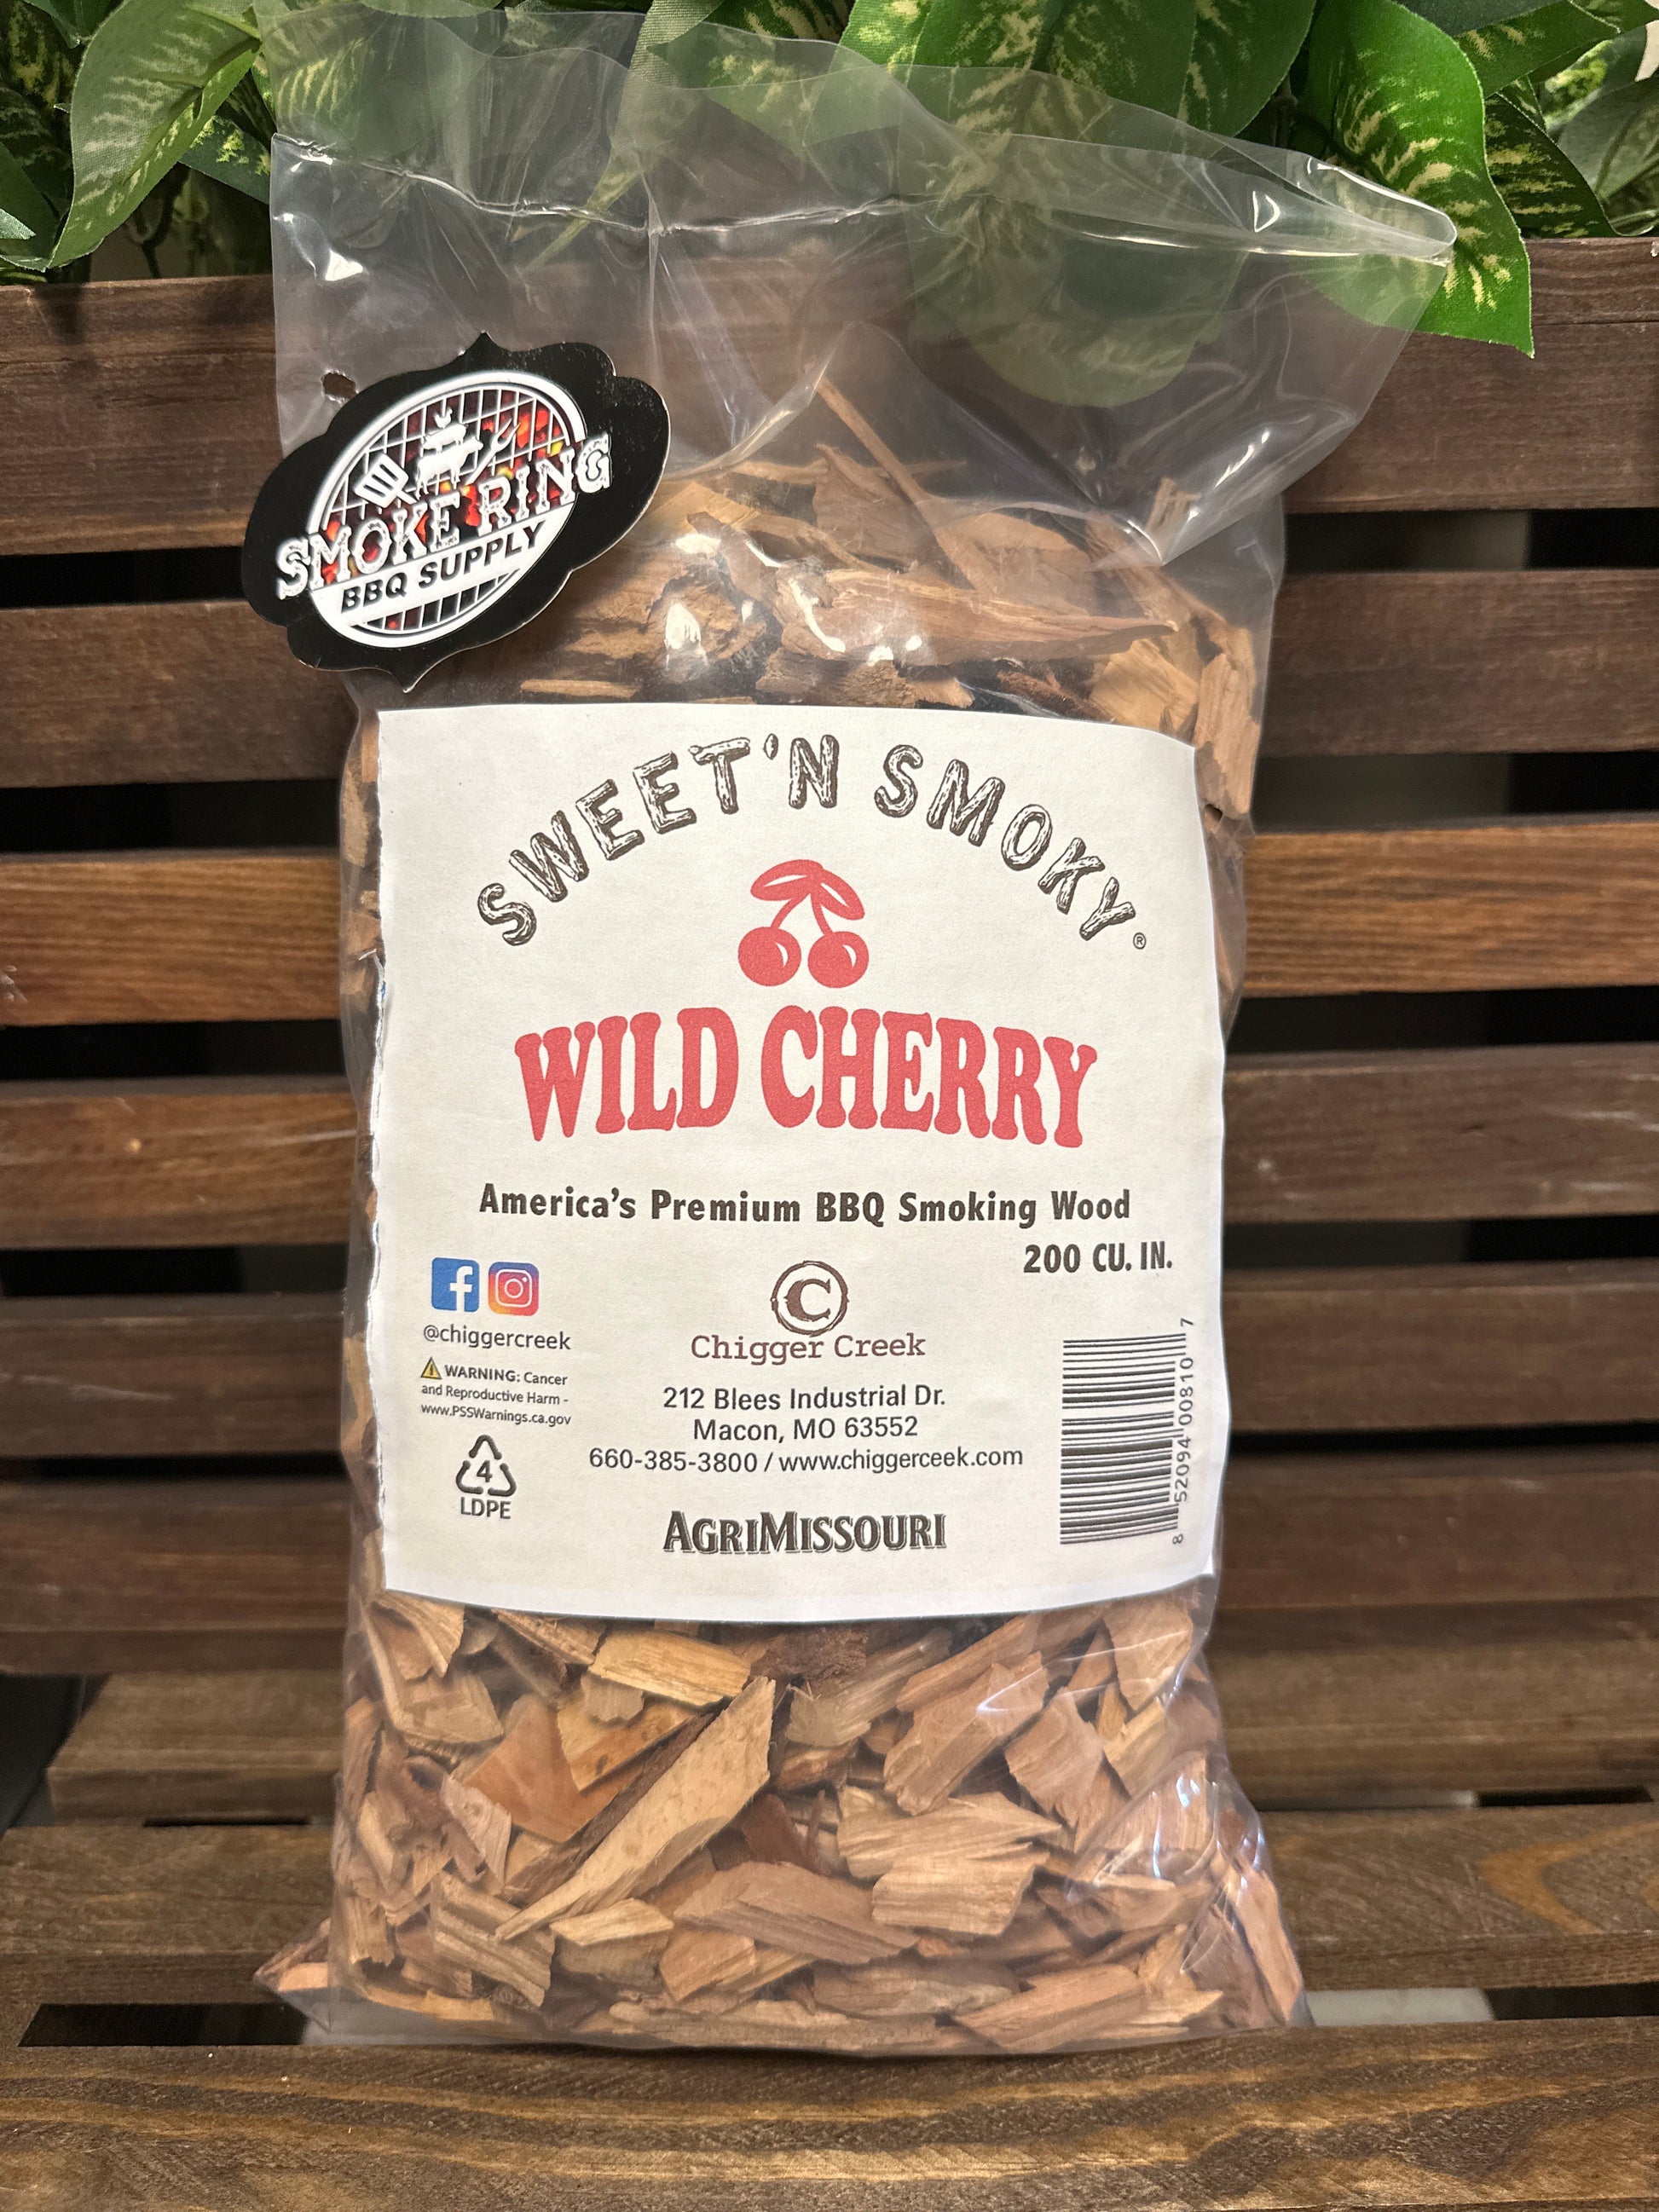 SMOKE RING
BBQ SUPPLY
SWEET'N SMOKY®
WILD CHERRY
America's Premium BBQ Smoking Wood
200 CU. IN.
@chiggercreek
WARNING: Cancer
and Reproductive Harm -
www.P5SWarnings.ca.gov
4
LDPE
C
Chigger Creek
212 Blees Industrial Dr.
Macon, MO 63552
660-385-3800 / www.chiggerceek.com
AGRIMISSOURI
8 52094 00810 7